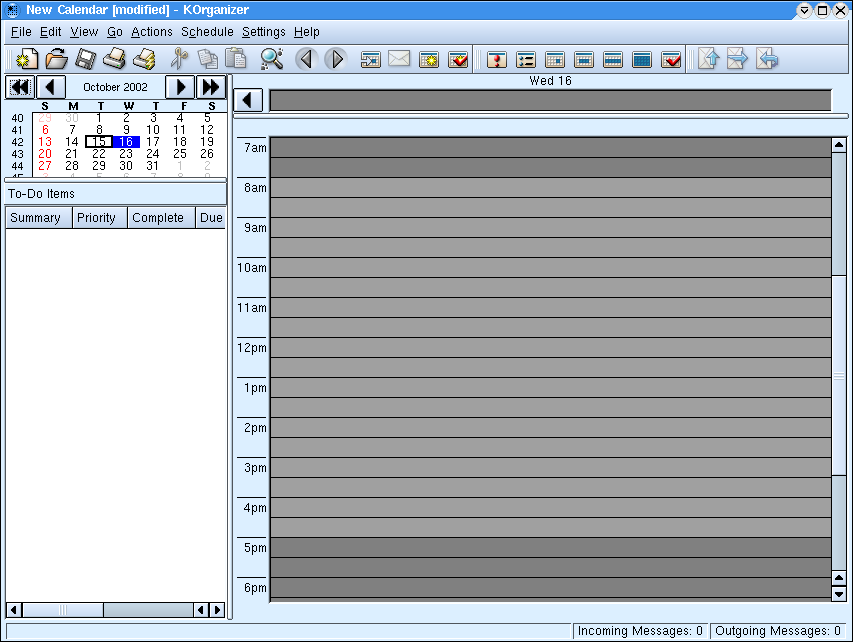 New Calendar [modified] - KOrganizer
File Edit View Go Actions Schedule Settings Help
October 2002
S M T W T F S
40 29 30 1 2 3 4 5
41 6 7 8 9 10 11 12
42 13 14 15 16 17 18 19
43 20 21 22 23 24 25 26
44 27 28 29 30 31 1 2
To-Do Items
Summary Priority Complete Due
Wed 16
7am
8am
9am
10am
11am
12pm
1pm
2pm
3pm
4pm
5pm
6pm
Incoming Messages: 0 Outgoing Messages: 0